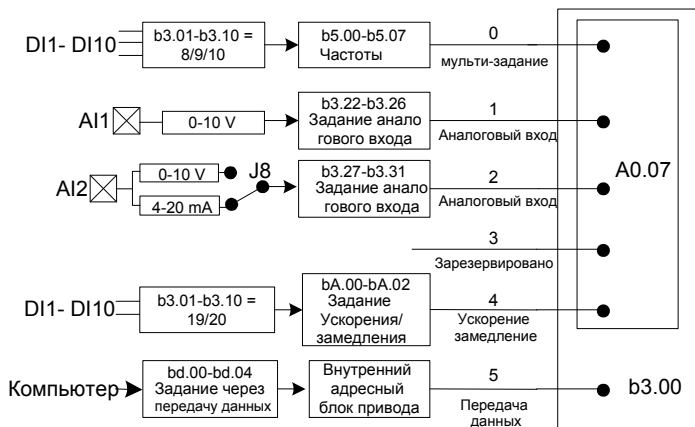 DI1- DI10
b3.01-b3.10 =
8/9/10
b5.00-b5.07
Частоты
0
мульти-задание
AI1
0-10 V
b3.22-b3.26
Задание анало
гового входа
1
Аналоговый вход
A0.07
AI2
0-10 V
4-20 mA
J8
b3.27-b3.31
Задание анало
гового входа
2
Аналоговый вход
3
Зарезервировано
DI1- DI10
b3.01-b3.10 =
19/20
bA.00-bA.02
Задание
Ускорения/
замедления
4
Ускорение
замедление
Компьютер
bd.00-bd.04
Задание через
передачу данных
Внутренний
адресный
блок привода
5
Передача
данных
b3.00